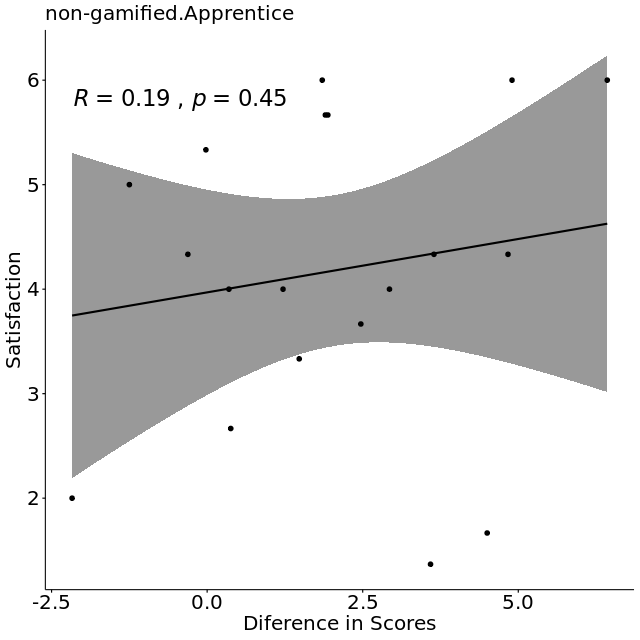 non-gamified.Apprentice
R = 0.19 , p = 0.45
6
5
4
3
2
Satisfaction
-2.5 0.0 2.5 5.0
Diference in Scores